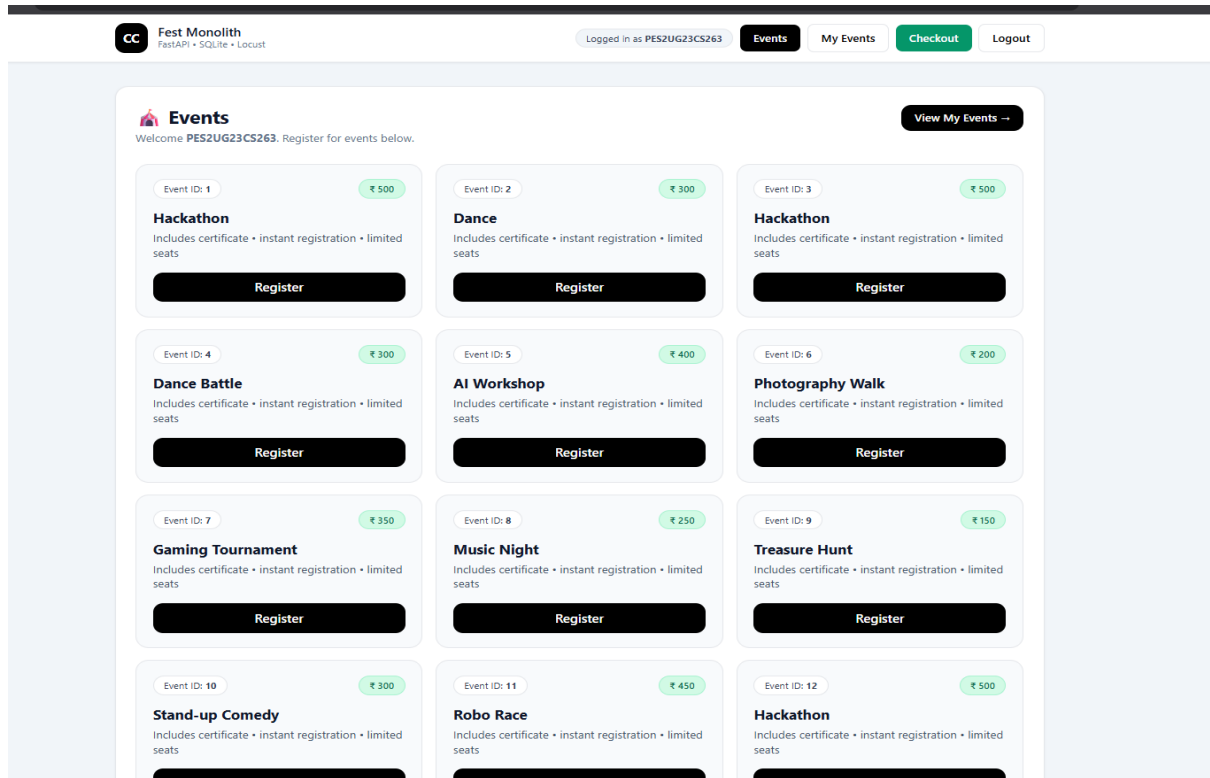 CC
Fest Monolith
FastAPI • SQLite • Locust
Logged in as PES2UG23CS263
Events
My Events
Checkout
Logout
Events
Welcome PES2UG23CS263. Register for events below.
View My Events →
Event ID: 1
₹ 500
Hackathon
Includes certificate • instant registration • limited
seats
Register
Event ID: 2
₹ 300
Dance
Includes certificate • instant registration • limited
seats
Register
Event ID: 3
₹ 500
Hackathon
Includes certificate • instant registration • limited
seats
Register
Event ID: 4
₹ 300
Dance Battle
Includes certificate • instant registration • limited
seats
Register
Event ID: 5
₹ 400
AI Workshop
Includes certificate • instant registration • limited
seats
Register
Event ID: 6
₹ 200
Photography Walk
Includes certificate • instant registration • limited
seats
Register
Event ID: 7
₹ 350
Gaming Tournament
Includes certificate • instant registration • limited
seats
Register
Event ID: 8
₹ 250
Music Night
Includes certificate • instant registration • limited
seats
Register
Event ID: 9
₹ 150
Treasure Hunt
Includes certificate • instant registration • limited
seats
Register
Event ID: 10
₹ 300
Stand-up Comedy
Includes certificate • instant registration • limited
seats
Event ID: 11
₹ 450
Robo Race
Includes certificate • instant registration • limited
seats
Event ID: 12
₹ 500
Hackathon
Includes certificate • instant registration • limited
seats